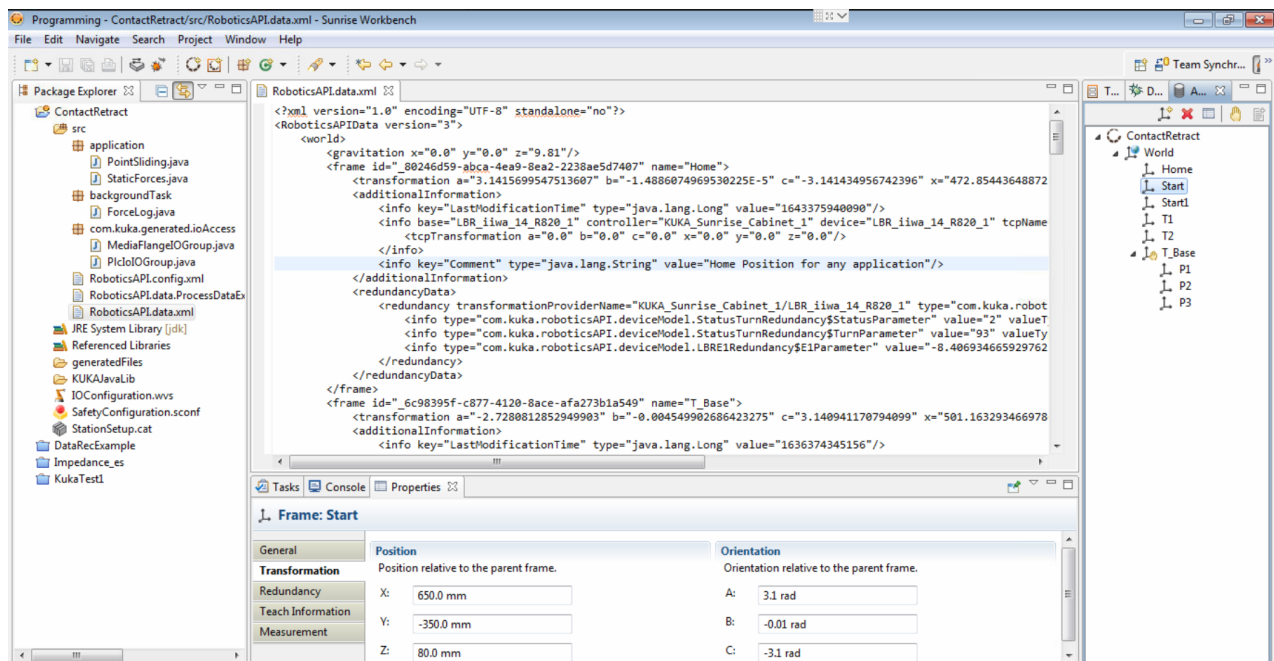 Programming - ContactRetract/src/RoboticsAPI.data.xml - Sunrise Workbench
File Edit Navigate Search Project Window Help
Team Synchr...
Package Explorer
ContactRetract
src
application
PointSliding.java
StaticForces.java
backgroundTask
ForceLog.java
com.kuka.generated.ioAccess
MediaFlangeIOGroup.java
PlcIoIOGroup.java
RoboticsAPI.config.xml
RoboticsAPI.data.ProcessDataEx
RoboticsAPI.data.xml
JRE System Library [jdk]
Referenced Libraries
generatedFiles
KUKAJavaLib
IOConfiguration.wvs
SafetyConfiguration.sconf
StationSetup.cat
DataRecExample
Impedance_es
KukaTest1
RoboticsAPI.data.xml
<?xml version="1.0" encoding="UTF-8" standalone="no"?>
<RoboticsAPIData version="3">
<world>
<gravitation x="0.0" y="0.0" z="9.81"/>
<frame id="_80246d59-abca-4ea9-8ea2-2238ae5d7407" name="Home">
<transformation a="3.1415699547513607" b="-1.4886074969530225E-5" c="-3.141434956742396" x="472.85443648872
<additionalInformation>
<info key="LastModificationTime" type="java.lang.Long" value="1643375940090"/>
<info base="LBR_iiwa_14_R820_1" controller="KUKA_Sunrise_Cabinet_1" device="LBR_iiwa_14_R820_1" tcpName
<tcpTransformation a="0.0" b="0.0" c="0.0" x="0.0" y="0.0" z="0.0"/>
</info>
<info key="Comment" type="java.lang.String" value="Home Position for any application"/>
</additionalInformation>
<redundancyData>
<redundancy transformationProviderName="KUKA_Sunrise_Cabinet_1/LBR_iiwa_14_R820_1" type="com.kuka.robot
<info type="com.kuka.roboticsAPI.deviceModel.StatusTurnRedundancy$StatusParameter" value="2" valueT
<info type="com.kuka.roboticsAPI.deviceModel.StatusTurnRedundancy$TurnParameter" value="93" valueTy
<info type="com.kuka.roboticsAPI.deviceModel.LBRE1Redundancy$E1Parameter" value="-8.406934665929762
</redundancy>
</redundancyData>
</frame>
<frame id="_6c98395f-c877-4120-8ace-afa273b1a549" name="T_Base">
<transformation a="-2.7280812852949903" b="-0.004549902686423275" c="3.140941170794099" x="501.163293466978
<additionalInformation>
<info key="LastModificationTime" type="java.lang.Long" value="1636374345156"/>
Tasks Console Properties
Frame: Start
General
Transformation
Redundancy
Teach Information
Measurement
Position
Position relative to the parent frame.
X: 650.0 mm
Y: -350.0 mm
Z: 80.0 mm
Orientation
Orientation relative to the parent frame.
A: 3.1 rad
B: -0.01 rad
C: -3.1 rad
T... D... A...
ContactRetract
World
Home
Start
Start1
T1
T2
T_Base
P1
P2
P3